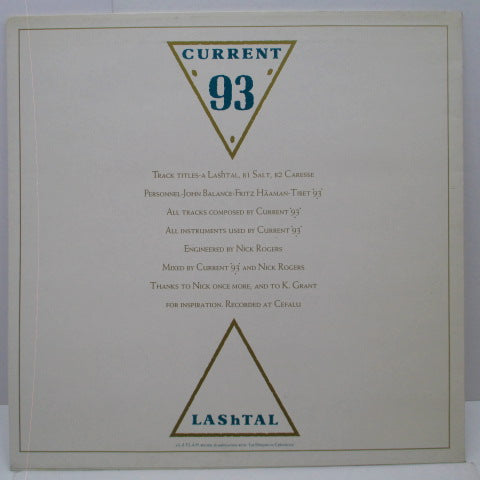 CURRENT
93
Track titles-a LAShTAL, b1 Salt, b2 Caresse
Personnel-John Balance-Fritz Häaman-Tibet '93'
All tracks composed by Current '93'
All instruments used by Current '93'
Engineered by Nick Rogers
Mixed by Current '93' and Nick Rogers
Thanks to Nick once more, and to K. Grant
for inspiration. Recorded at Cefalu
LAShTAL